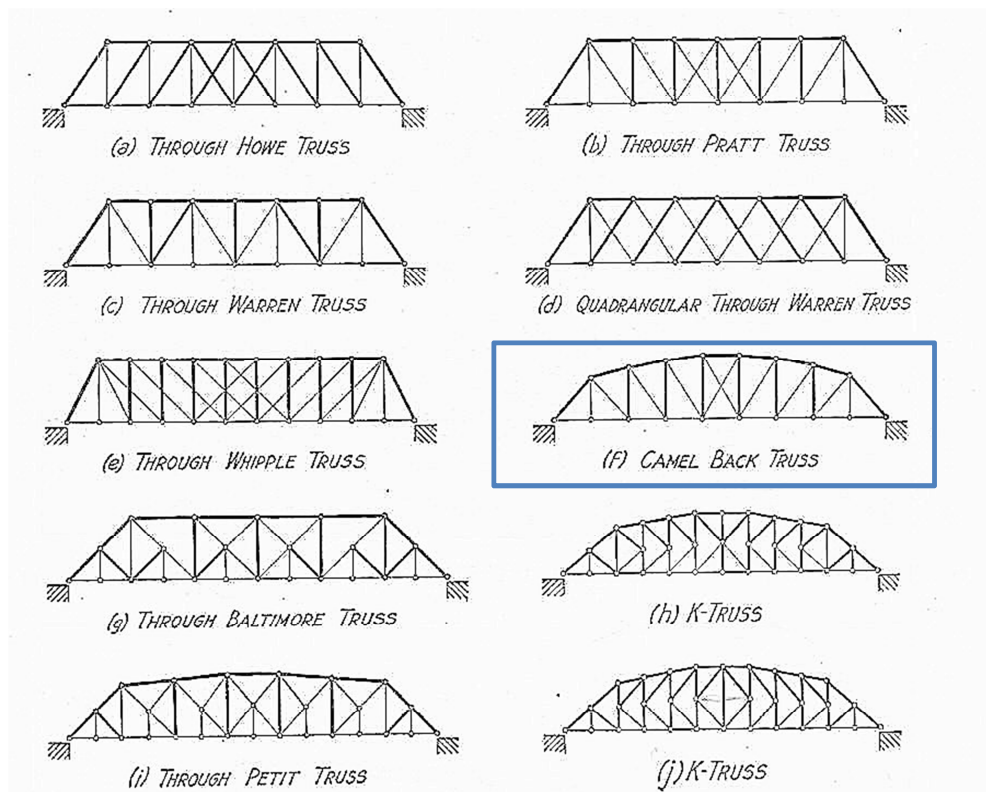 (a) THROUGH HOWE TRUSS
(b) THROUGH PRATT TRUSS
(c) THROUGH WARREN TRUSS
(d) QUADRANGULAR THROUGH WARREN TRUSS
(e) THROUGH WHIPPLE TRUSS
(f) CAMEL BACK TRUSS
(g) THROUGH BALTIMORE TRUSS
(h) K-TRUSS
(i) THROUGH PETIT TRUSS
(j) K-TRUSS